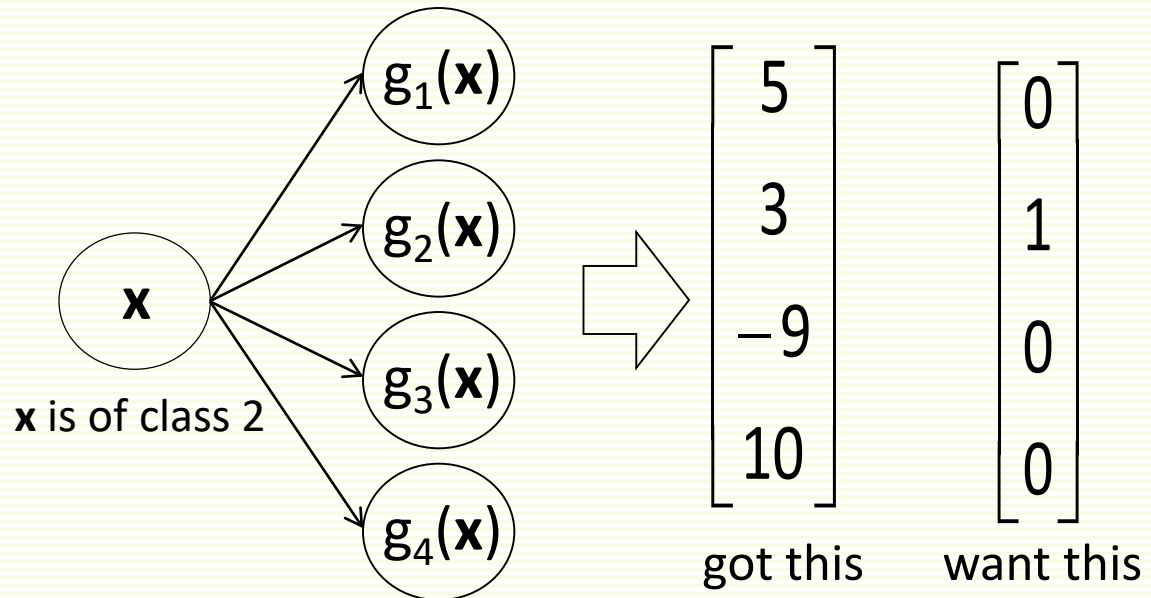 g₁(x)
g₂(x)
g₃(x)
g₄(x)
x
x is of class 2
5
3
−9
10
got this
0
1
0
0
want this